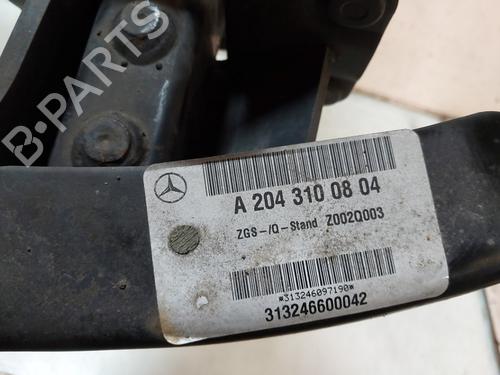 B-PARTS
A 204 310 08 04
ZGS-/Q-Stand Z002Q003
*313246097190*
313246600042